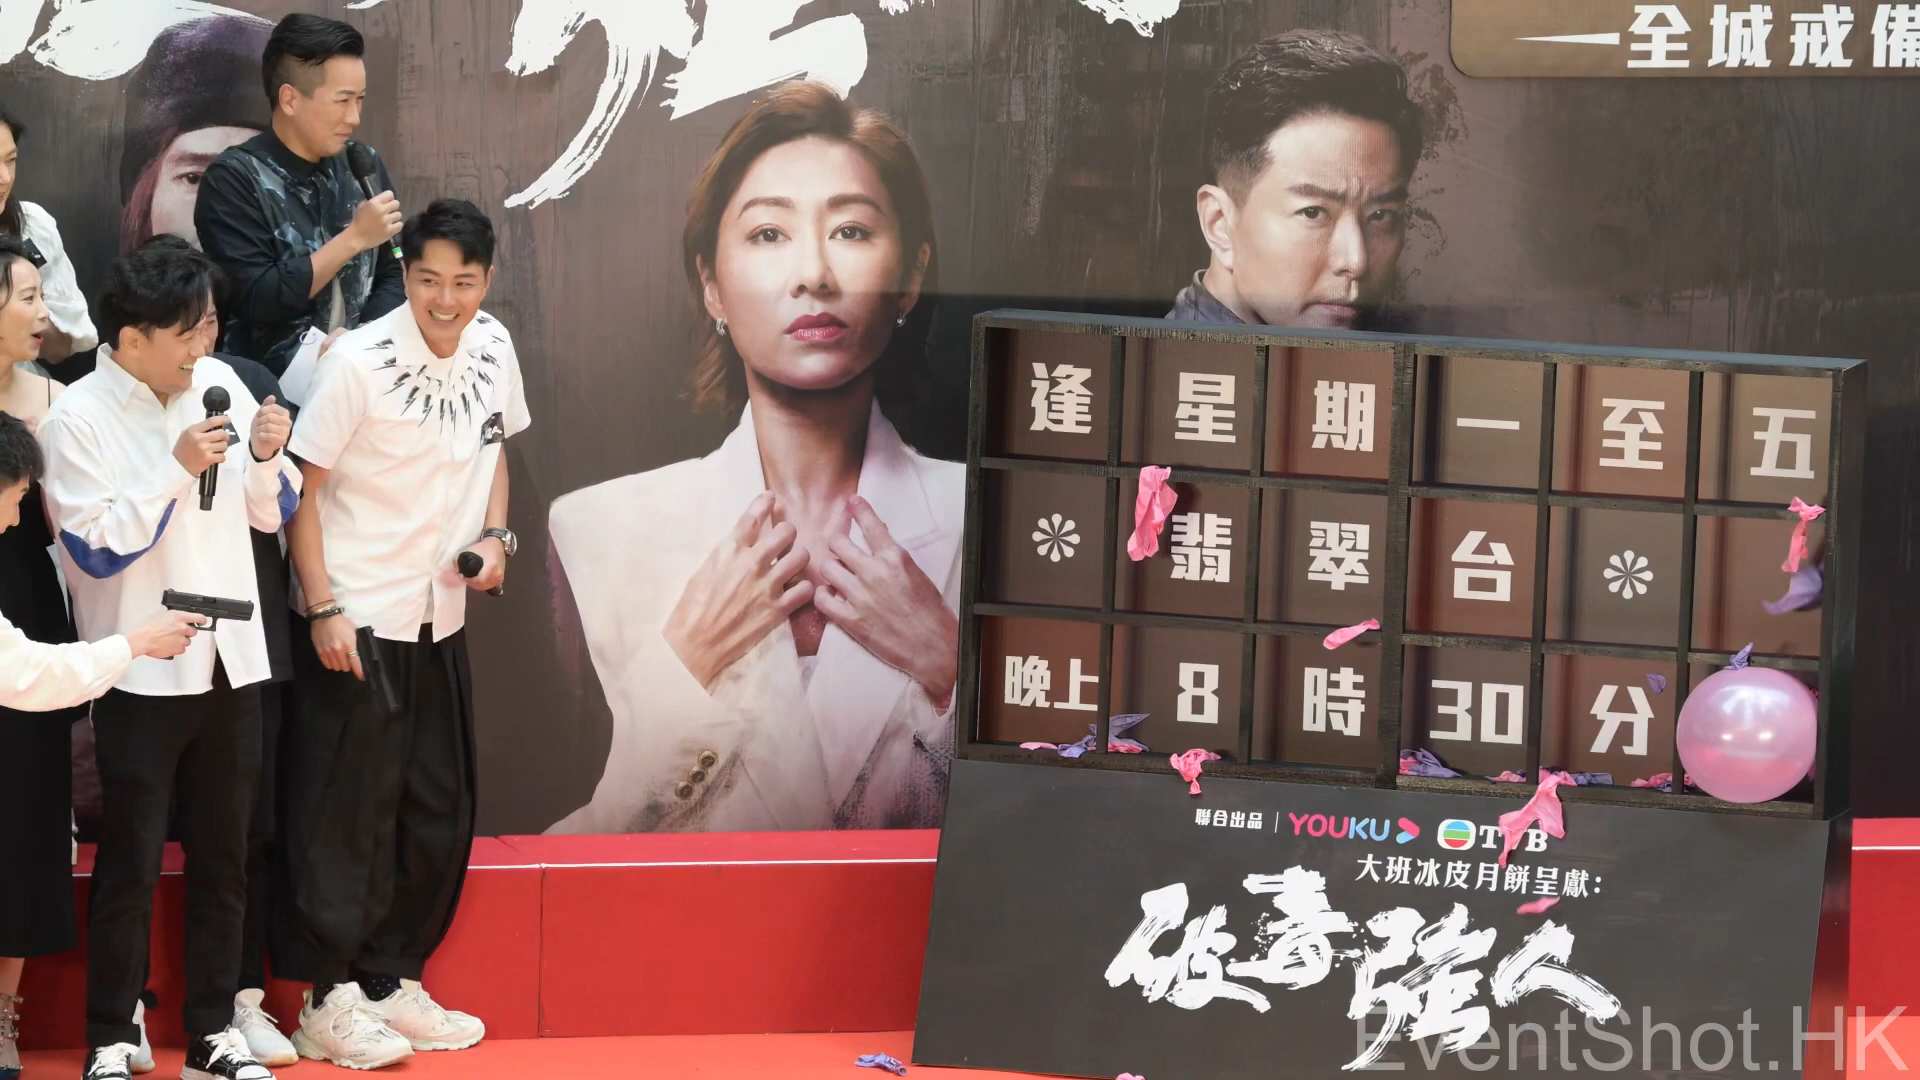 一全城戒備
逢星期一至五
＊翡翠台＊
晚上8時30分
聯合出品 | YOUKU TVB
大班冰皮月餅呈獻：
破毒強人
EventShot.HK